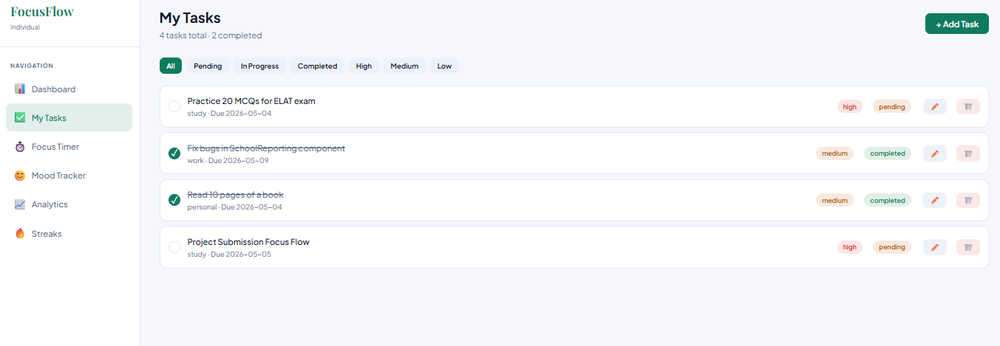 FocusFlow
Individual
NAVIGATION
Dashboard
My Tasks
Focus Timer
Mood Tracker
Analytics
Streaks
My Tasks
4 tasks total · 2 completed
+ Add Task
All
Pending
In Progress
Completed
High
Medium
Low
Practice 20 MCQs for ELAT exam
study · Due 2026-05-04
high
pending
Fix bugs in SchoolReporting component
work · Due 2026-05-09
medium
completed
Read 10 pages of a book
personal · Due 2026-05-04
medium
completed
Project Submission Focus Flow
study · Due 2026-05-05
high
pending